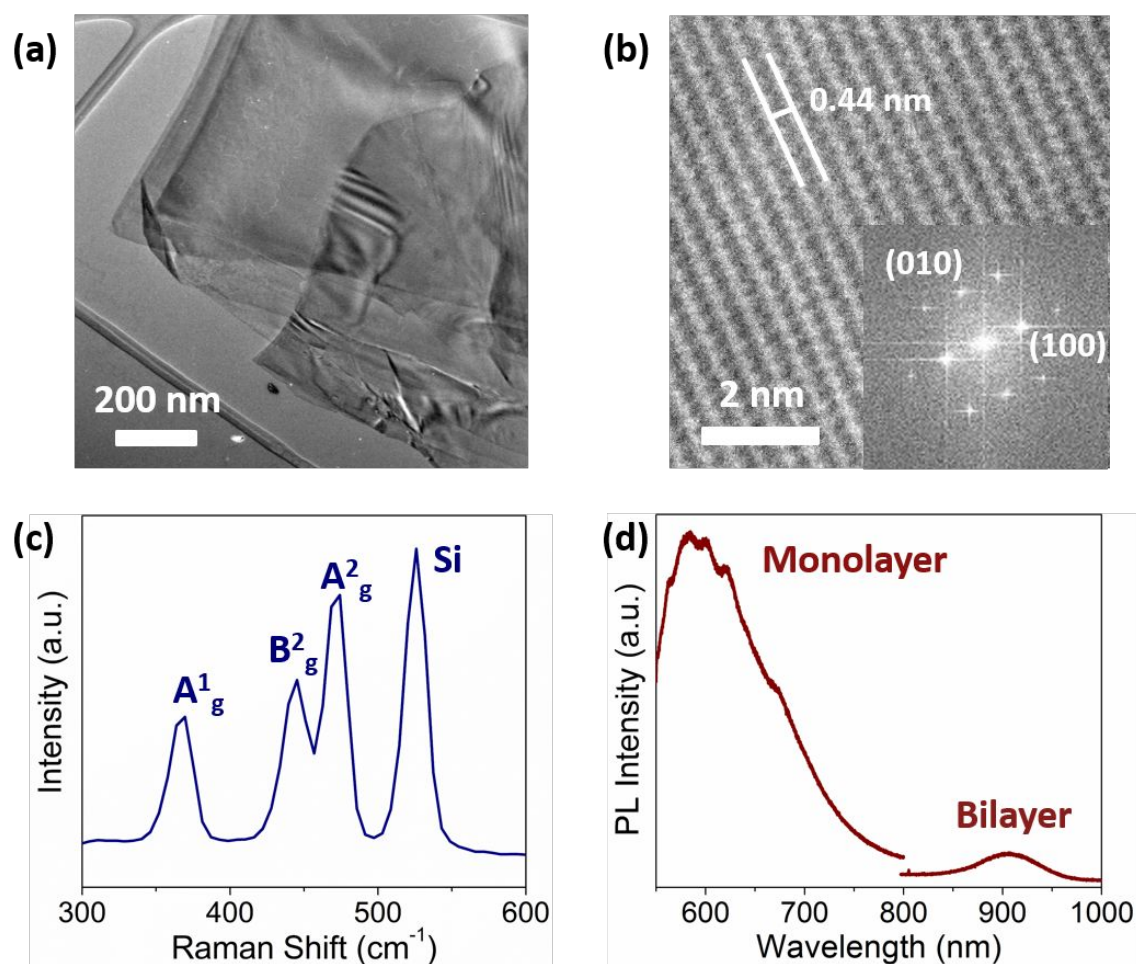 (a)
200 nm
(b)
0.44 nm
(010)
(100)
2 nm
(c)
A¹g
B²g
A²g
Si
Intensity (a.u.)
300 400 500 600
Raman Shift (cm⁻¹)
(d)
Monolayer
Bilayer
PL Intensity (a.u.)
600 700 800 900 1000
Wavelength (nm)